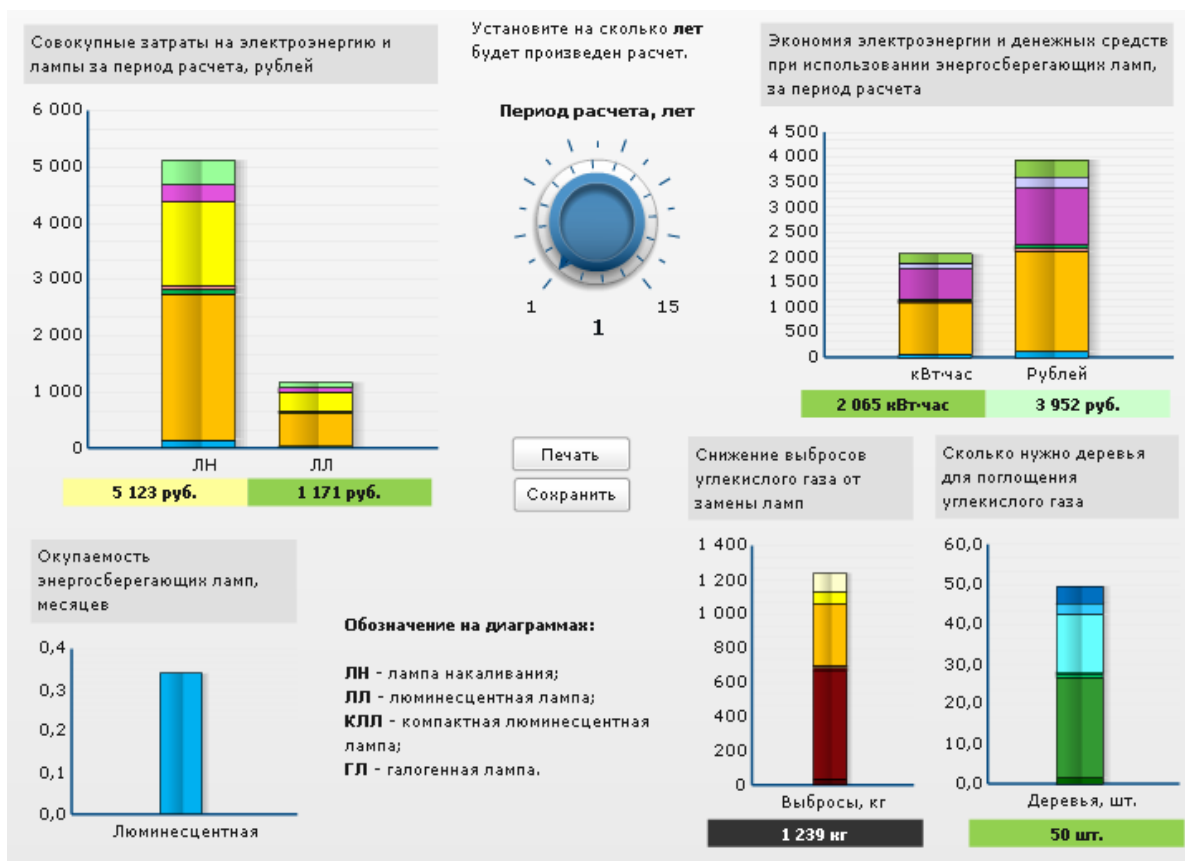 Совокупные затраты на электроэнергию и
лампы за период расчета, рублей
6 000
5 000
4 000
3 000
2 000
1 000
0
ЛН
ЛЛ
5 123 руб.
1 171 руб.
Установите на сколько лет
будет произведен расчет.
Период расчета, лет
1
15
1
Печать
Сохранить
Экономия электроэнергии и денежных средств
при использовании энергосберегающих ламп,
за период расчета
4 500
4 000
3 500
3 000
2 500
2 000
1 500
1 000
500
0
кВт·час
Рублей
2 065 кВт·час
3 952 руб.
Окупаемость
энергосберегающих ламп,
месяцев
0,4
0,3
0,2
0,1
0,0
Люминесцентная
Обозначение на диаграммах:
ЛН - лампа накаливания;
ЛЛ - люминесцентная лампа;
КЛЛ - компактная люминесцентная
лампа;
ГЛ - галогенная лампа.
Снижение выбросов
углекислого газа от
замены ламп
1 400
1 200
1 000
800
600
400
200
0
Выбросы, кг
1 239 кг
Сколько нужно деревья
для поглощения
углекислого газа
60,0
50,0
40,0
30,0
20,0
10,0
0,0
Деревья, шт.
50 шт.